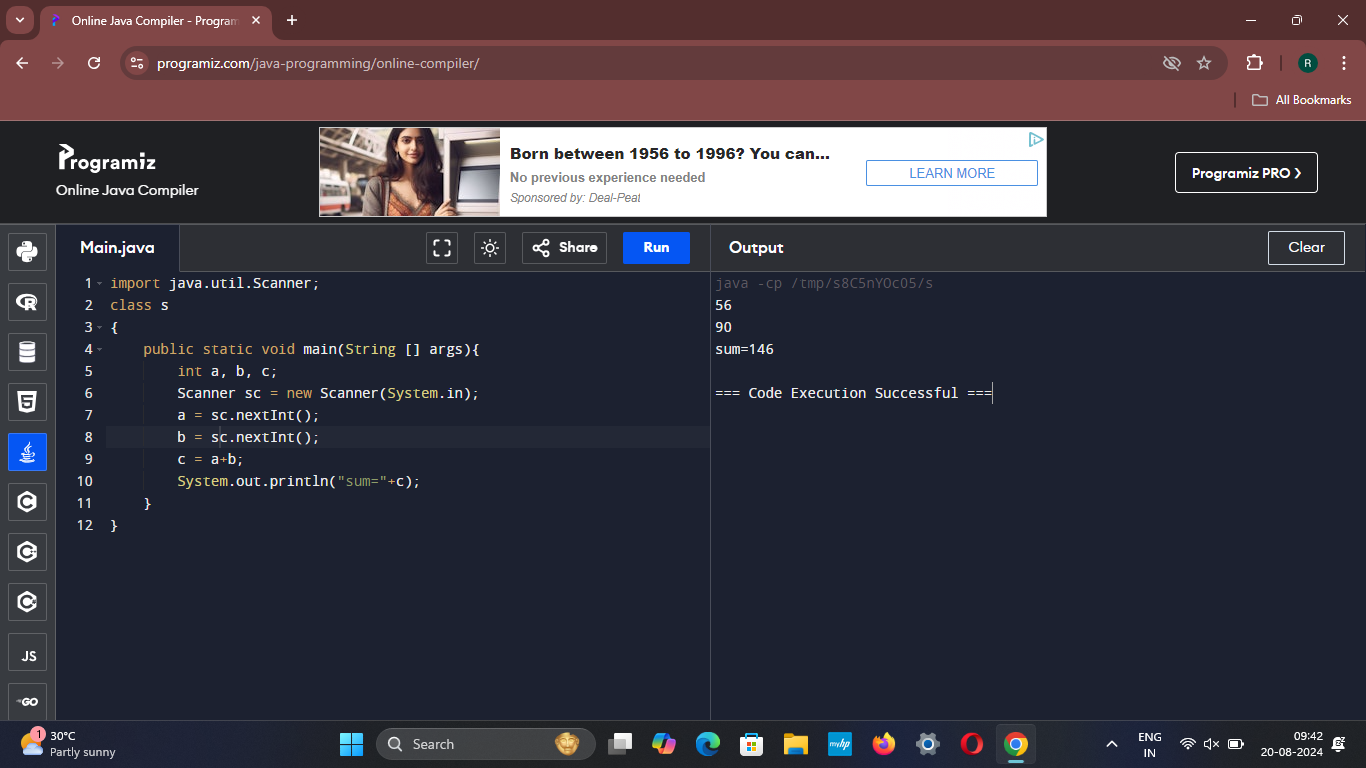 Online Java Compiler - Program
programiz.com/java-programming/online-compiler/
R
All Bookmarks
Programiz
Online Java Compiler
Born between 1956 to 1996? You can...
No previous experience needed
Sponsored by: Deal-Peat
LEARN MORE
Programiz PRO ›
Main.java
Share
Run
Output
Clear
1 import java.util.Scanner;
2 class s
3 {
4     public static void main(String [] args){
5         int a, b, c;
6         Scanner sc = new Scanner(System.in);
7         a = sc.nextInt();
8         b = sc.nextInt();
9         c = a+b;
10         System.out.println("sum="+c);
11     }
12 }
java -cp /tmp/s8C5nYOcO5/s
56
90
sum=146
=== Code Execution Successful ===
R
5
C
C
C
JS
GO
1
30°C
Partly sunny
Search
myhp
ENG
IN
09:42
20-08-2024